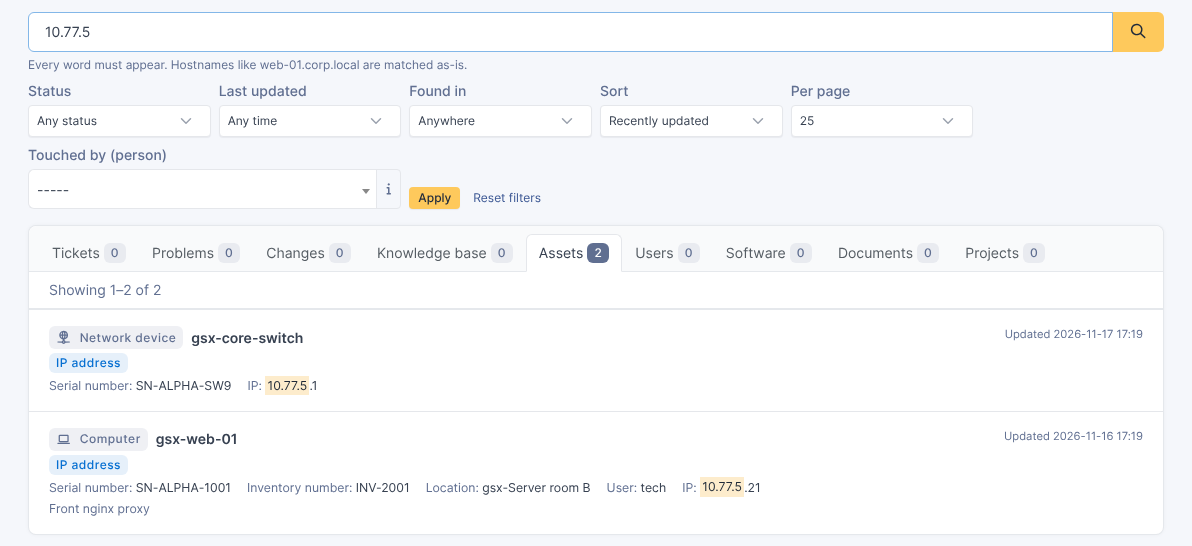 10.77.5
Every word must appear. Hostnames like web-01.corp.local are matched as-is.
Status Last updated Found in Sort Per page
Any status Any time Anywhere Recently updated 25
Touched by (person)
----- i Apply Reset filters
Tickets 0 Problems 0 Changes 0 Knowledge base 0 Assets 2 Users 0 Software 0 Documents 0 Projects 0
Showing 1–2 of 2
Network device gsx-core-switch Updated 2026-11-17 17:19
IP address
Serial number: SN-ALPHA-SW9 IP: 10.77.5.1
Computer gsx-web-01 Updated 2026-11-16 17:19
IP address
Serial number: SN-ALPHA-1001 Inventory number: INV-2001 Location: gsx-Server room B User: tech IP: 10.77.5.21
Front nginx proxy